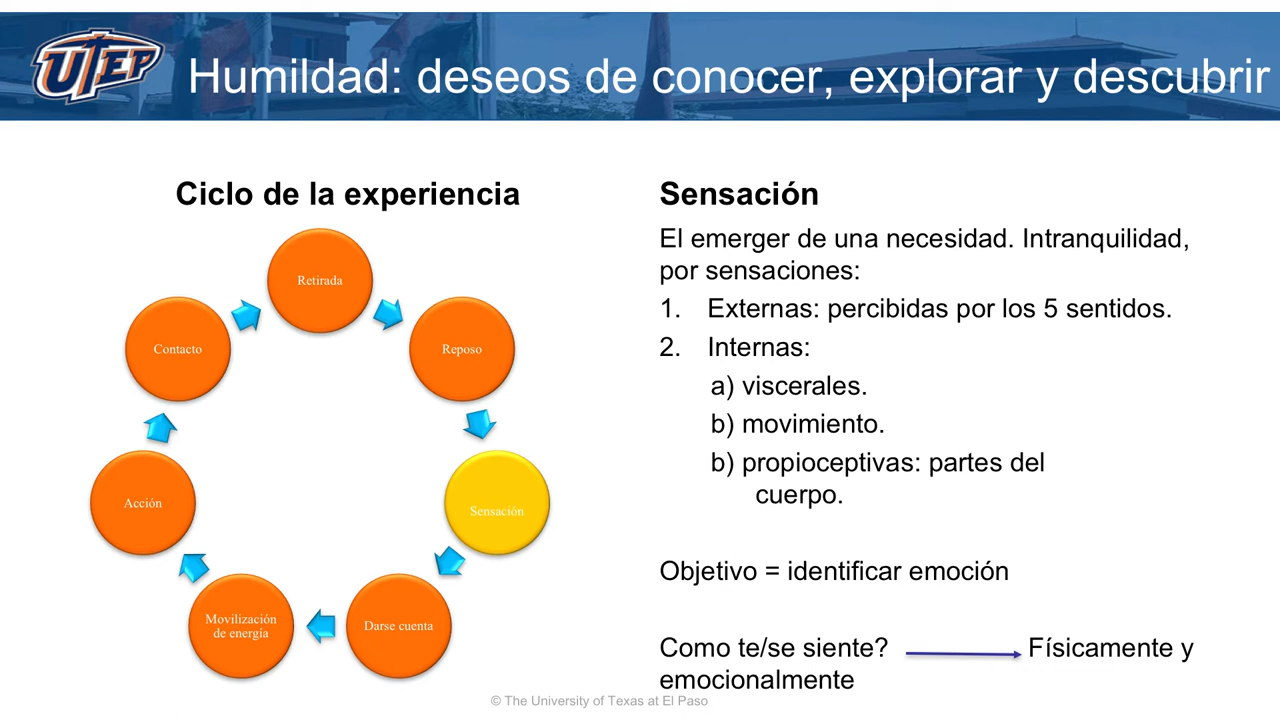 UTEP
Humildad: deseos de conocer, explorar y descubrir
Ciclo de la experiencia
Retirada
Reposo
Sensación
Darse cuenta
Movilización
de energía
Acción
Contacto
Sensación
El emerger de una necesidad. Intranquilidad,
por sensaciones:
1. Externas: percibidas por los 5 sentidos.
2. Internas:
a) viscerales.
b) movimiento.
b) propioceptivas: partes del
cuerpo.
Objetivo = identificar emoción
Como te/se siente? Físicamente y
emocionalmente
© The University of Texas at El Paso